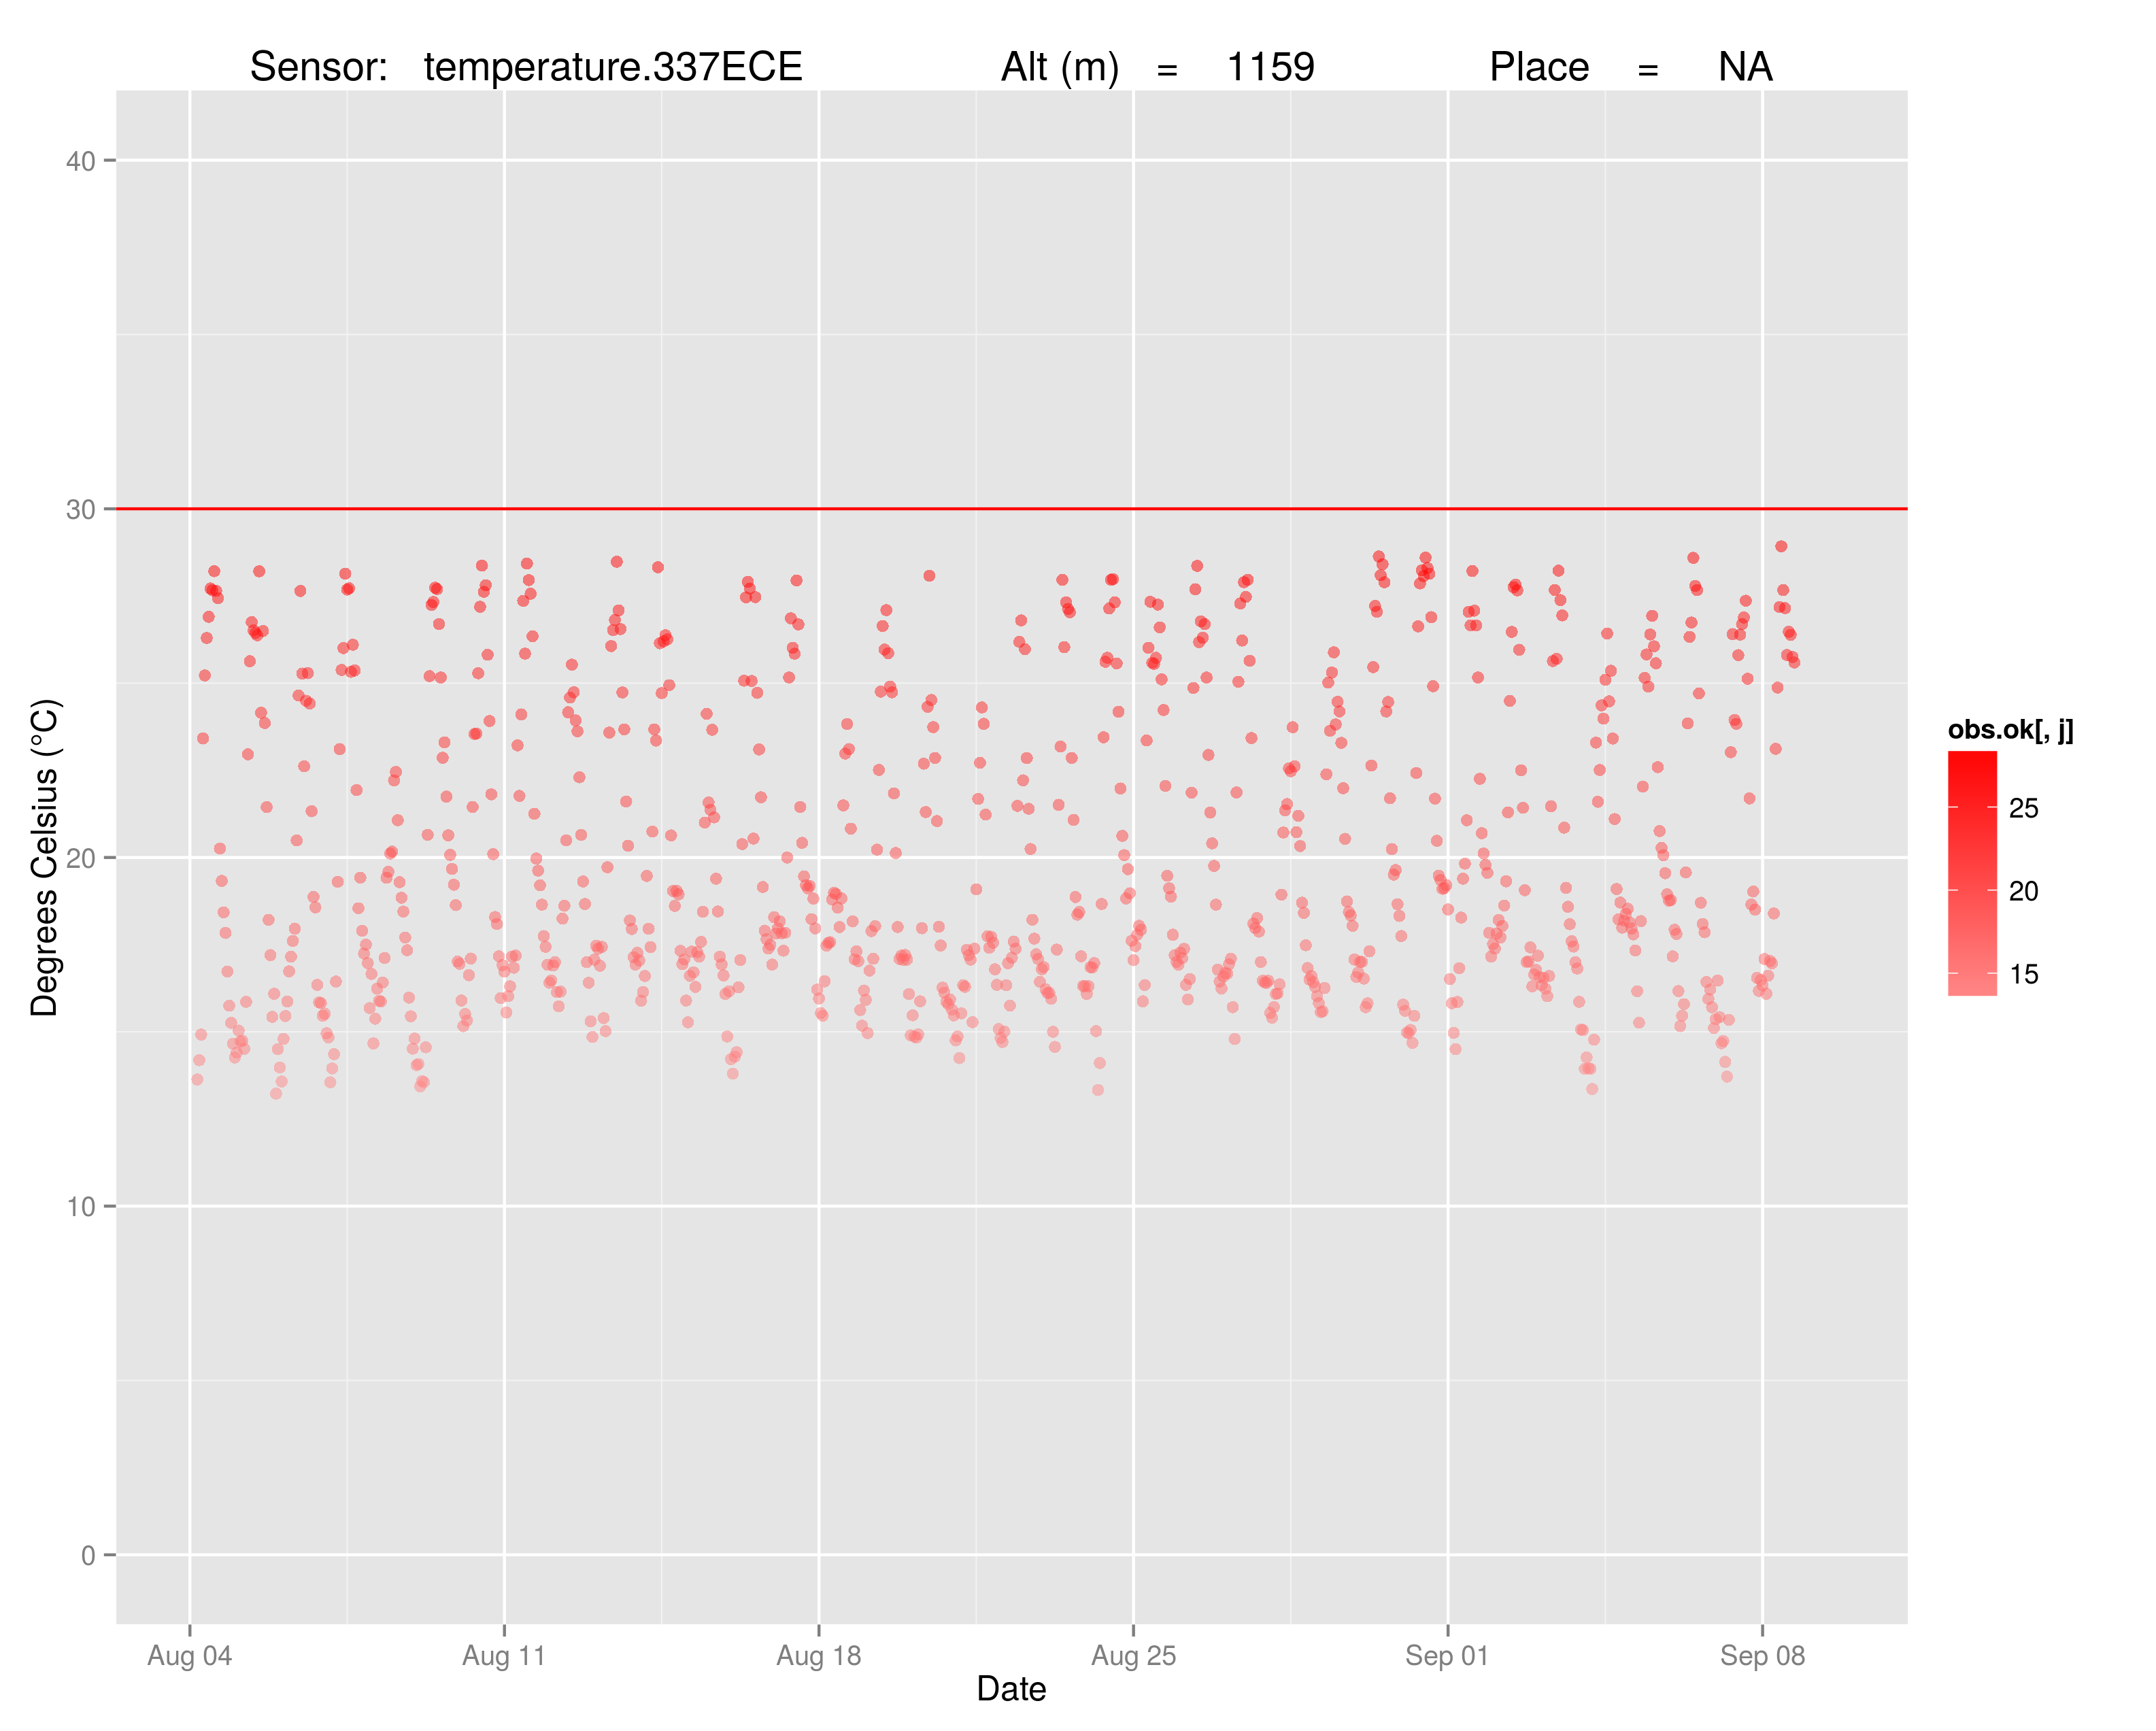 Sensor: temperature.337ECE Alt (m) = 1159 Place = NA
40
30
20
10
0
Degrees Celsius (°C)
Aug 04 Aug 11 Aug 18 Aug 25 Sep 01 Sep 08
Date
obs.ok[, j]
25
20
15